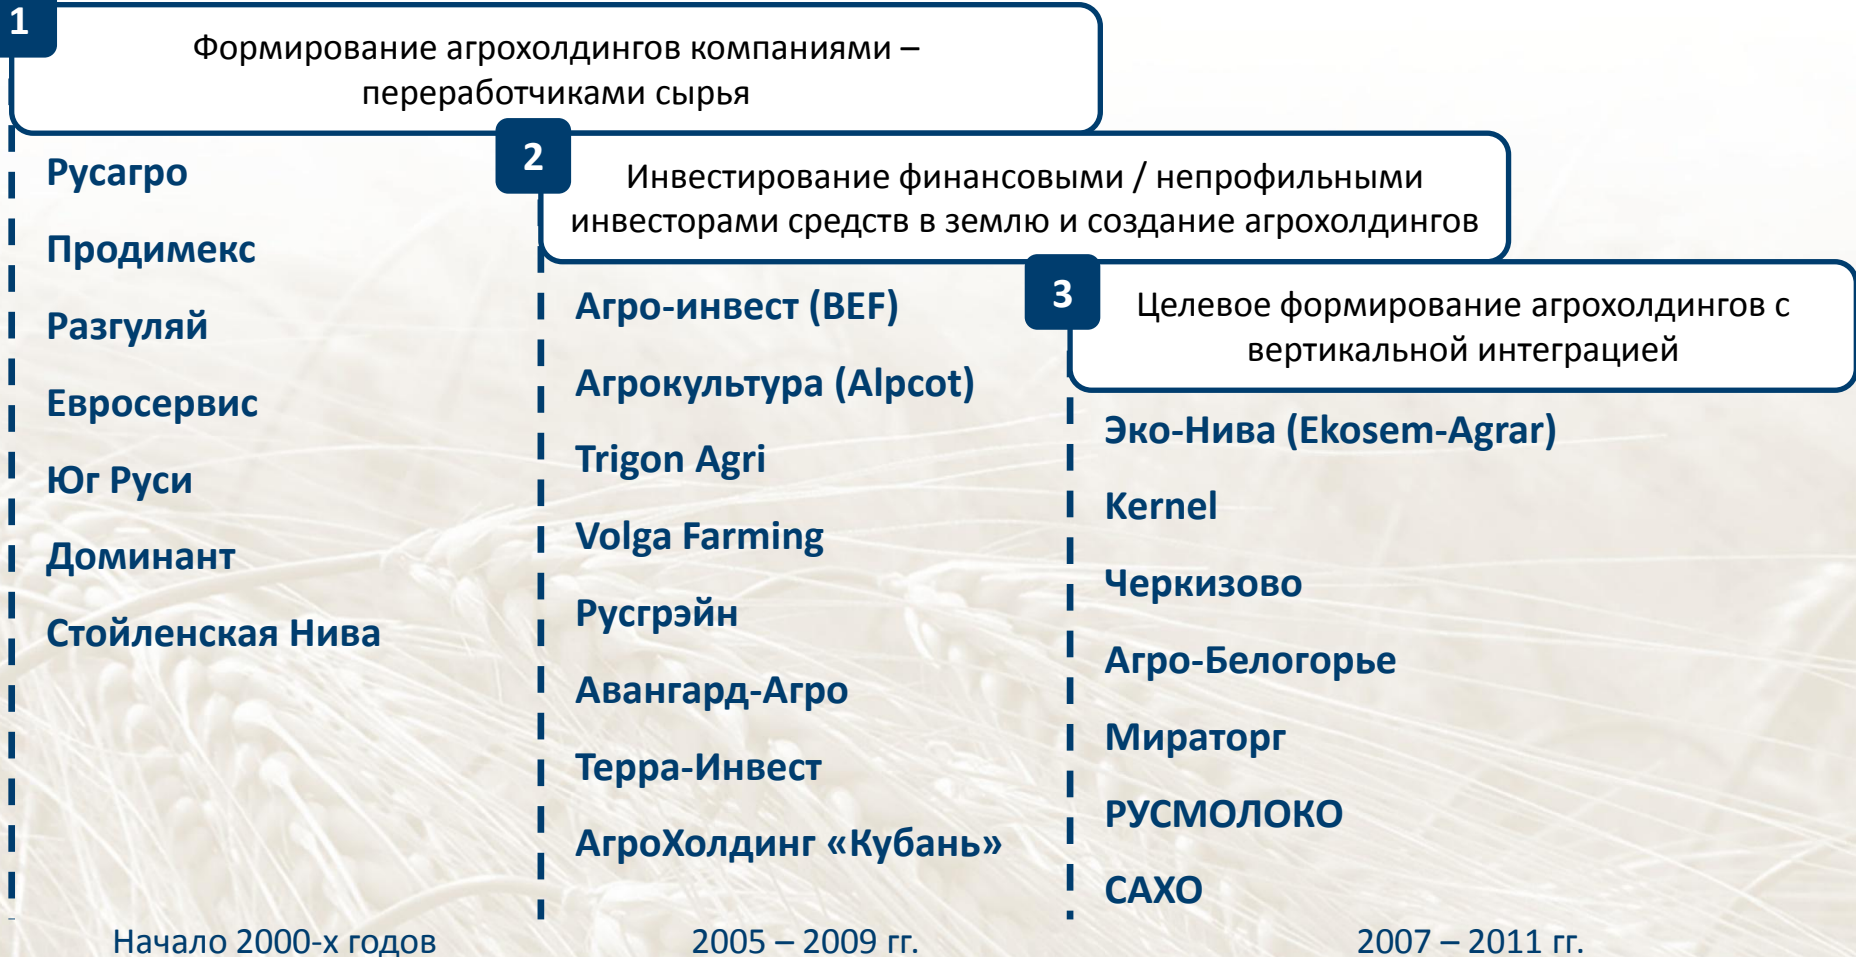 1
Формирование агрохолдингов компаниями –
переработчиками сырья
Русагро
Продимекс
Разгуляй
Евросервис
Юг Руси
Доминант
Стойленская Нива
Начало 2000-х годов
2
Инвестирование финансовыми / непрофильными
инвесторами средств в землю и создание агрохолдингов
Агро-инвест (BEF)
Агрокультура (Alpcot)
Trigon Agri
Volga Farming
Русгрэйн
Авангард-Агро
Терра-Инвест
АгроХолдинг «Кубань»
2005 – 2009 гг.
3
Целевое формирование агрохолдингов с
вертикальной интеграцией
Эко-Нива (Ekosem-Agrar)
Kernel
Черкизово
Агро-Белогорье
Мираторг
РУСМОЛОКО
САХО
2007 – 2011 гг.